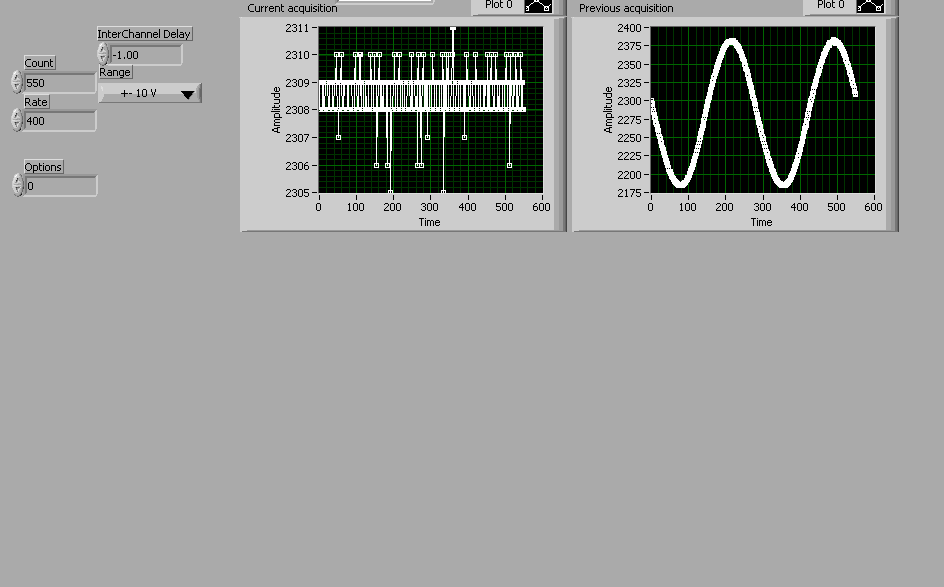 Current acquisition
Plot 0
Previous acquisition
Plot 0
InterChannel Delay
-1.00
Count
550
Range
+- 10 V
Rate
400
Options
0
Amplitude
2311
2310
2309
2308
2307
2306
2305
0 100 200 300 400 500 600
Time
Amplitude
2400
2375
2350
2325
2300
2275
2250
2225
2200
2175
0 100 200 300 400 500 600
Time